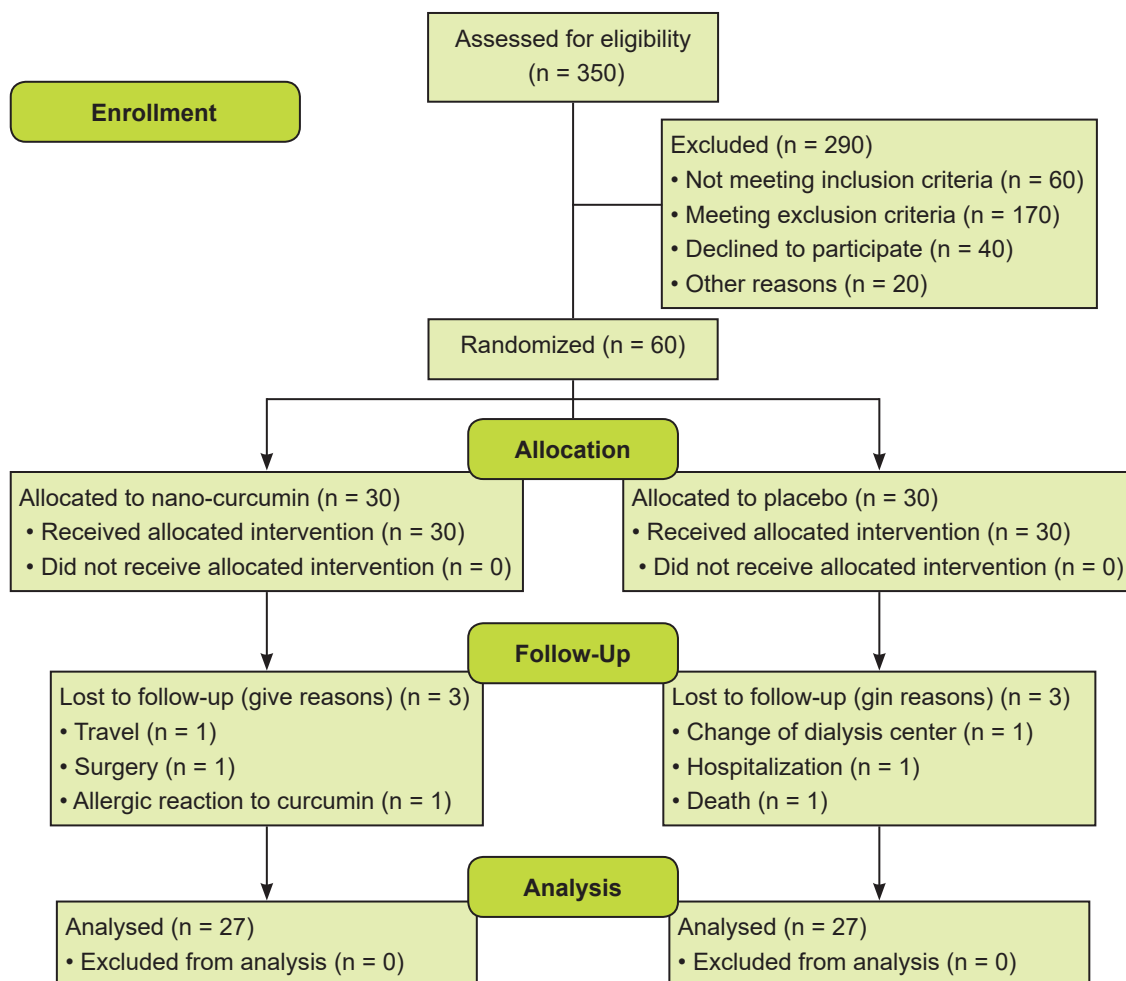 Assessed for eligibility
(n = 350)
Enrollment
Excluded (n = 290)
• Not meeting inclusion criteria (n = 60)
• Meeting exclusion criteria (n = 170)
• Declined to participate (n = 40)
• Other reasons (n = 20)
Randomized (n = 60)
Allocation
Allocated to nano-curcumin (n = 30)
• Received allocated intervention (n = 30)
• Did not receive allocated intervention (n = 0)
Allocated to placebo (n = 30)
• Received allocated intervention (n = 30)
• Did not receive allocated intervention (n = 0)
Follow-Up
Lost to follow-up (give reasons) (n = 3)
• Travel (n = 1)
• Surgery (n = 1)
• Allergic reaction to curcumin (n = 1)
Lost to follow-up (gin reasons) (n = 3)
• Change of dialysis center (n = 1)
• Hospitalization (n = 1)
• Death (n = 1)
Analysis
Analysed (n = 27)
• Excluded from analysis (n = 0)
Analysed (n = 27)
• Excluded from analysis (n = 0)